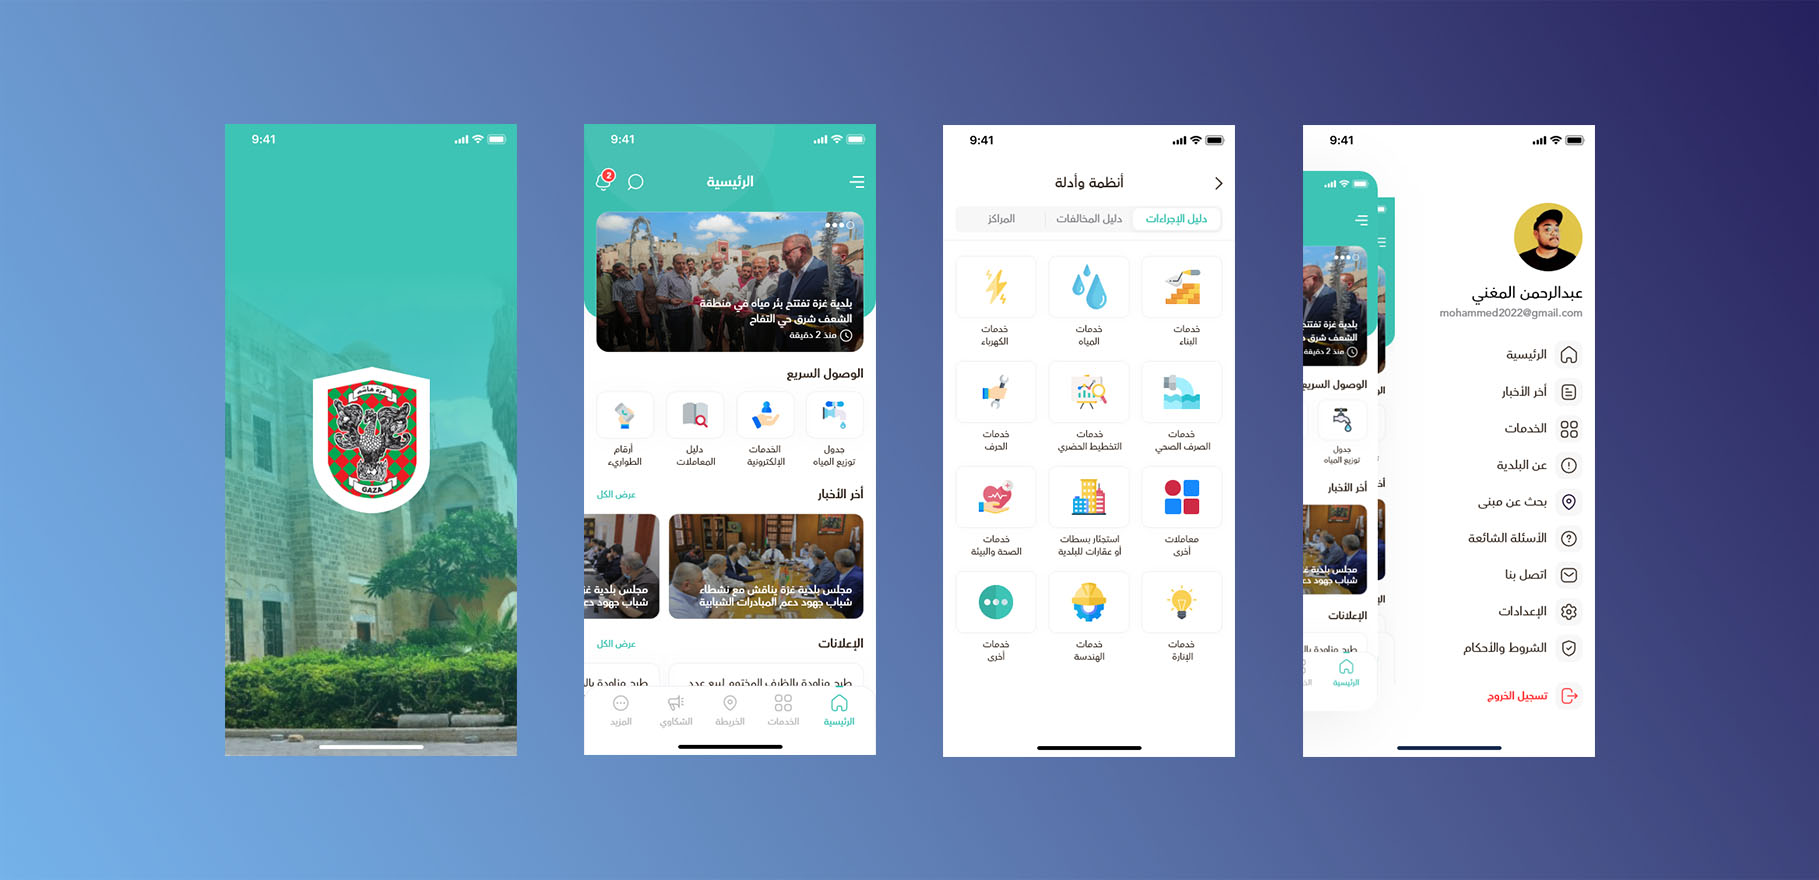 9:41
غزة هاشم
GAZA
9:41
2
الرئيسية
بلدية غزة تفتتح بئر مياه في منطقة
الشعف شرق حي التفاح
منذ 2 دقيقة
الوصول السريع
جدول
توزيع المياه
الخدمات
الإلكترونية
دليل
المعاملات
أرقام
الطواريء
أخر الأخبار
عرض الكل
مجلس بلدية غزة يناقش مع نشطاء
شباب جهود دعم المبادرات الشبابية
مجلس بلدية غز
شباب جهود دعم
الإعلانات
عرض الكل
طرح مزاودة بالظرف المختوم لبيع عدد
طرح مزاودة بال
الرئيسية
الخدمات
الخريطة
الشكاوي
المزيد
9:41
أنظمة وأدلة
دليل الإجراءات
دليل المخالفات
المراكز
خدمات
البناء
خدمات
المياه
خدمات
الكهرباء
خدمات
الصرف الصحي
خدمات
التخطيط الحضري
خدمات
الحرف
معاملات
أخرى
استئجار بسطات
أو عقارات للبلدية
خدمات
الصحة والبيئة
خدمات
الإنارة
خدمات
الهندسة
خدمات
أخرى
9:41
عبدالرحمن المغني
mohammed2022@gmail.com
الرئيسية
أخر الأخبار
الخدمات
عن البلدية
بحث عن مبنى
الأسئلة الشائعة
اتصل بنا
الإعدادات
الشروط والأحكام
تسجيل الخروج
بلدية غزة تفتتح
الشعف شرق
منذ 2 دقيقة
الوصول السريع
جدول
توزيع المياه
أخر الأخبار
مجلس بلدية غ
شباب جهود دعم
الإعلانات
طرح مزاودة بالظ
الرئيسية